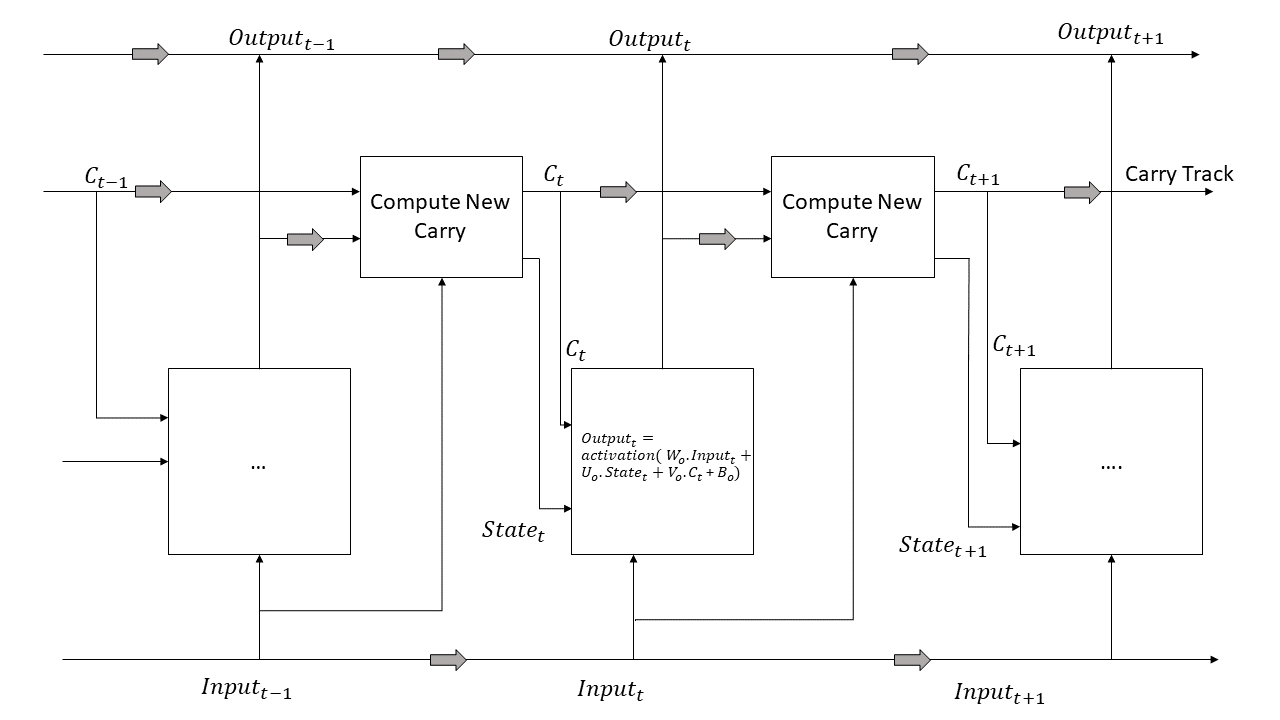 Output_{t−1}
Output_t
Output_{t+1}
C_{t−1}
C_t
C_{t+1}
Carry Track
Compute New
Carry
Compute New
Carry
C_t
C_{t+1}
...
Output_t =
activation( W_o.Input_t +
U_o.State_t + V_o.C_t + B_o)
....
State_t
State_{t+1}
Input_{t−1}
Input_t
Input_{t+1}